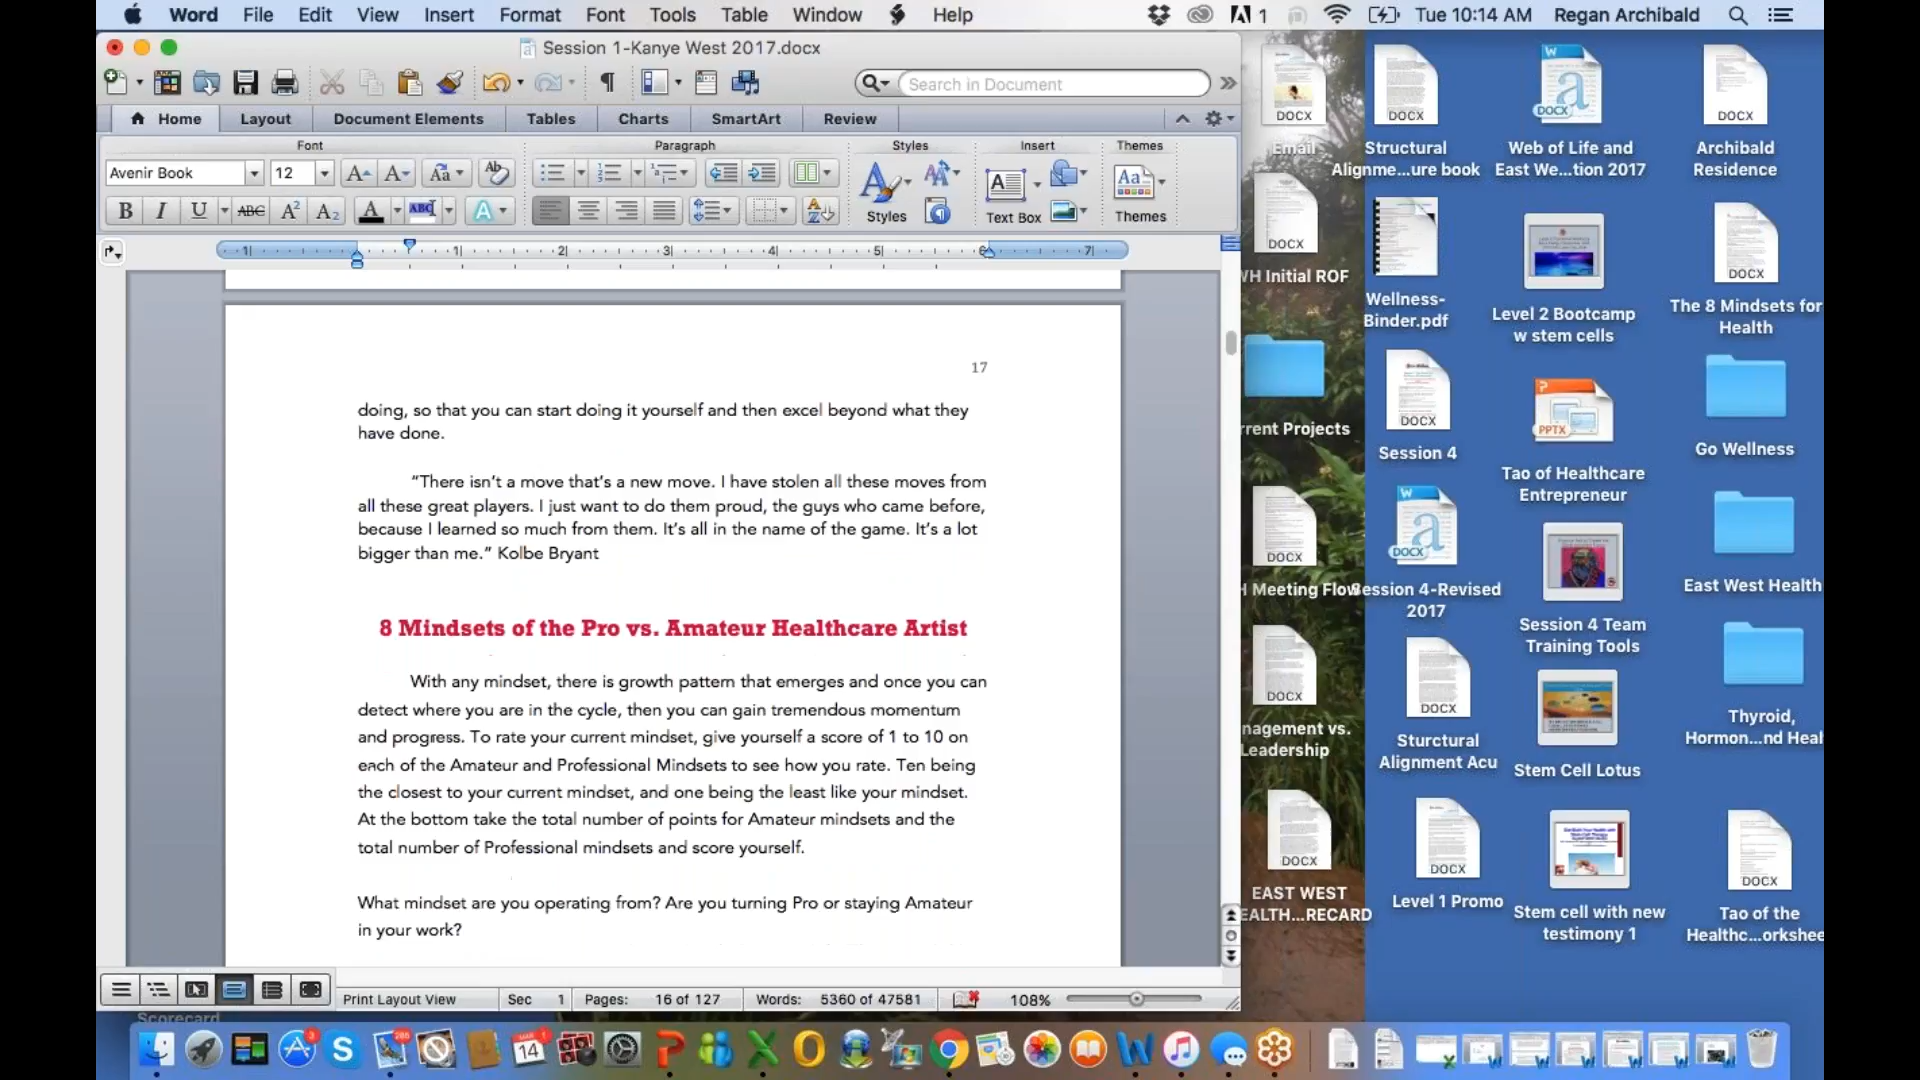 Word File Edit View Insert Format Font Tools Table Window Help
1 Tue 10:14 AM Regan Archibald
Session 1-Kanye West 2017.docx
Search in Document
Home Layout Document Elements Tables Charts SmartArt Review
Font Paragraph Styles Insert Themes
Avenir Book 12
Styles Text Box Themes
17
doing, so that you can start doing it yourself and then excel beyond what they
have done.
“There isn’t a move that’s a new move. I have stolen all these moves from
all these great players. I just want to do them proud, the guys who came before,
because I learned so much from them. It’s all in the name of the game. It’s a lot
bigger than me.” Kolbe Bryant
8 Mindsets of the Pro vs. Amateur Healthcare Artist
With any mindset, there is growth pattern that emerges and once you can
detect where you are in the cycle, then you can gain tremendous momentum
and progress. To rate your current mindset, give yourself a score of 1 to 10 on
each of the Amateur and Professional Mindsets to see how you rate. Ten being
the closest to your current mindset, and one being the least like your mindset.
At the bottom take the total number of points for Amateur mindsets and the
total number of Professional mindsets and score yourself.
What mindset are you operating from? Are you turning Pro or staying Amateur
in your work?
Print Layout View Sec 1 Pages: 16 of 127 Words: 5360 of 47581 108%
Email
WH Initial ROF
rrent Projects
H Meeting Flow
nagement vs.
Leadership
EAST WEST
EALTH...RECARD
Structural
Alignme...ure book
Wellness-
Binder.pdf
Session 4
Session 4-Revised
2017
Sturctural
Alignment Acu
Level 1 Promo
Web of Life and
East We...tion 2017
Level 2 Bootcamp
w stem cells
Tao of Healthcare
Entrepreneur
Session 4 Team
Training Tools
Stem Cell Lotus
Stem cell with new
testimony 1
Archibald
Residence
The 8 Mindsets for
Health
Go Wellness
East West Health
Thyroid,
Hormon...nd Heal
Tao of the
Healthc...orkshee
Scorecard